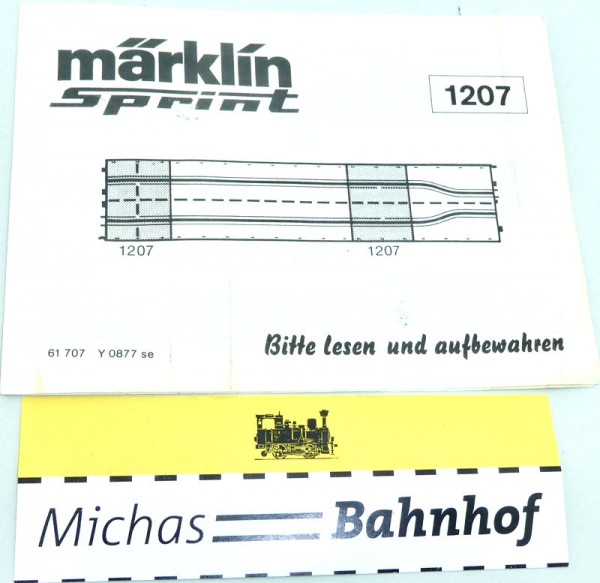 märklin
Sprint
1207
1207 1207
61 707 Y 0877 se
Bitte lesen und aufbewahren
Michas Bahnhof